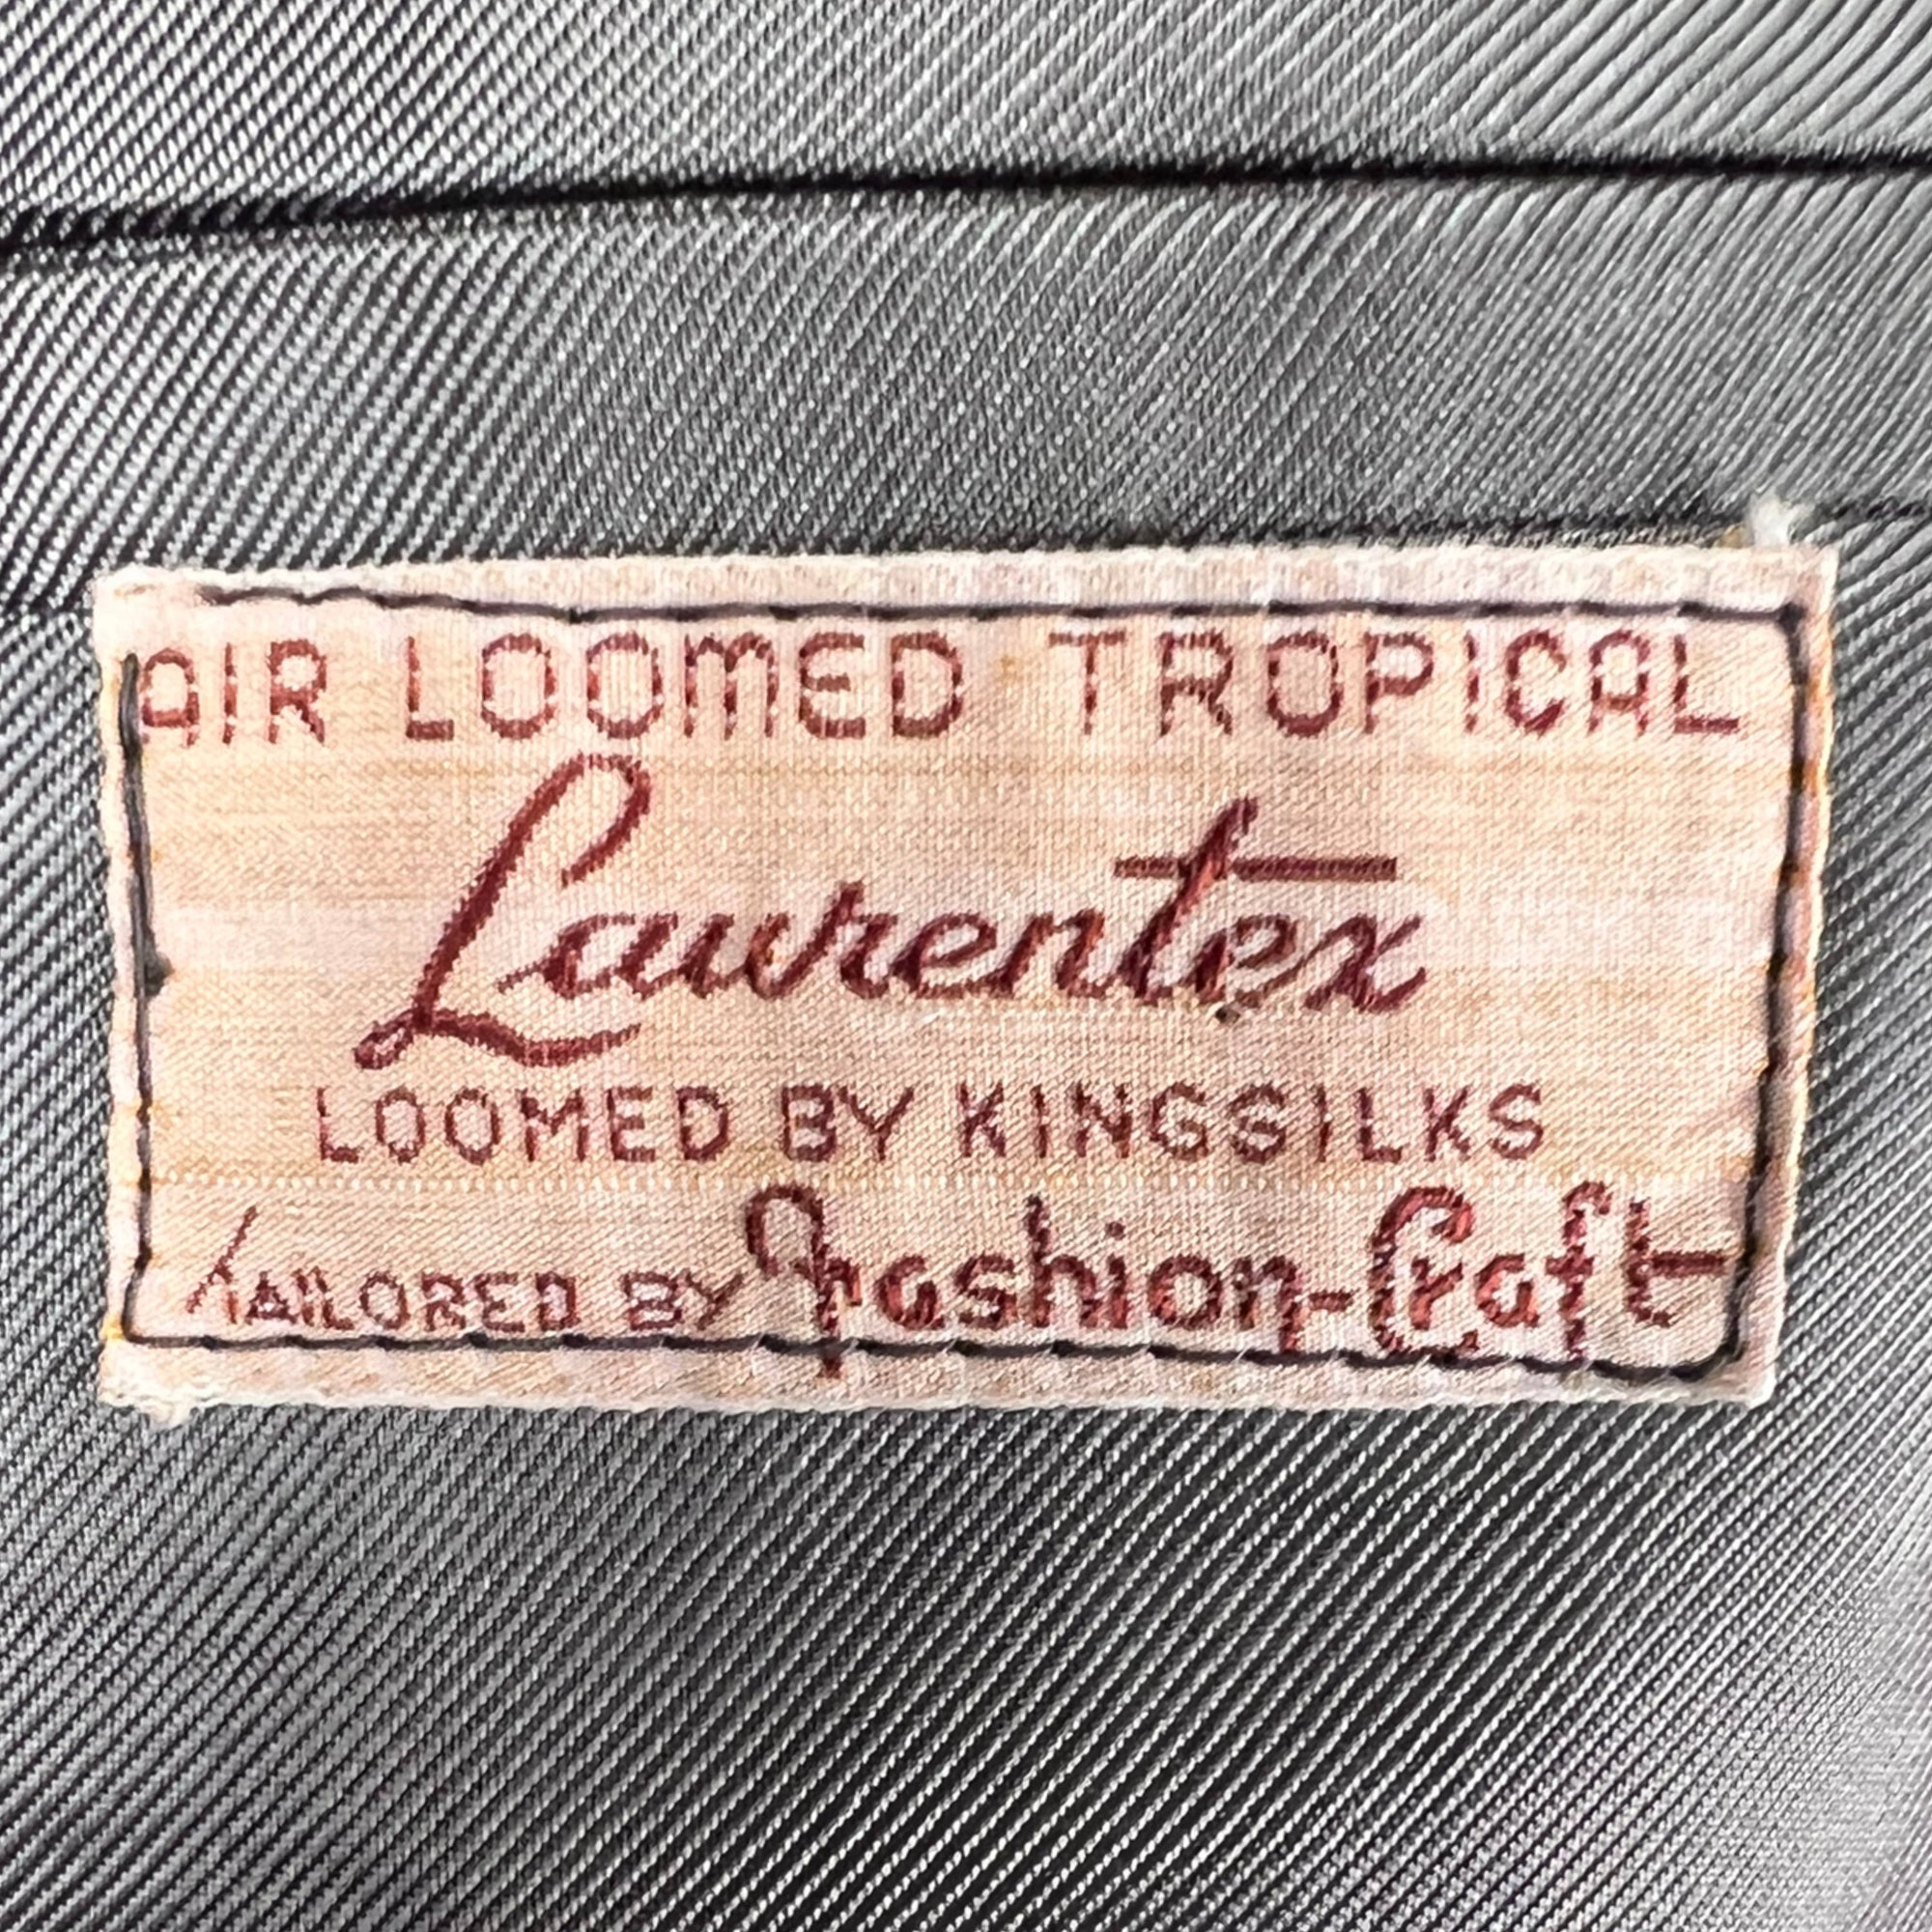 AIR LOOMED TROPICAL
Laurentex
LOOMED BY KINGSILKS
TAILORED BY Fashion-Craft